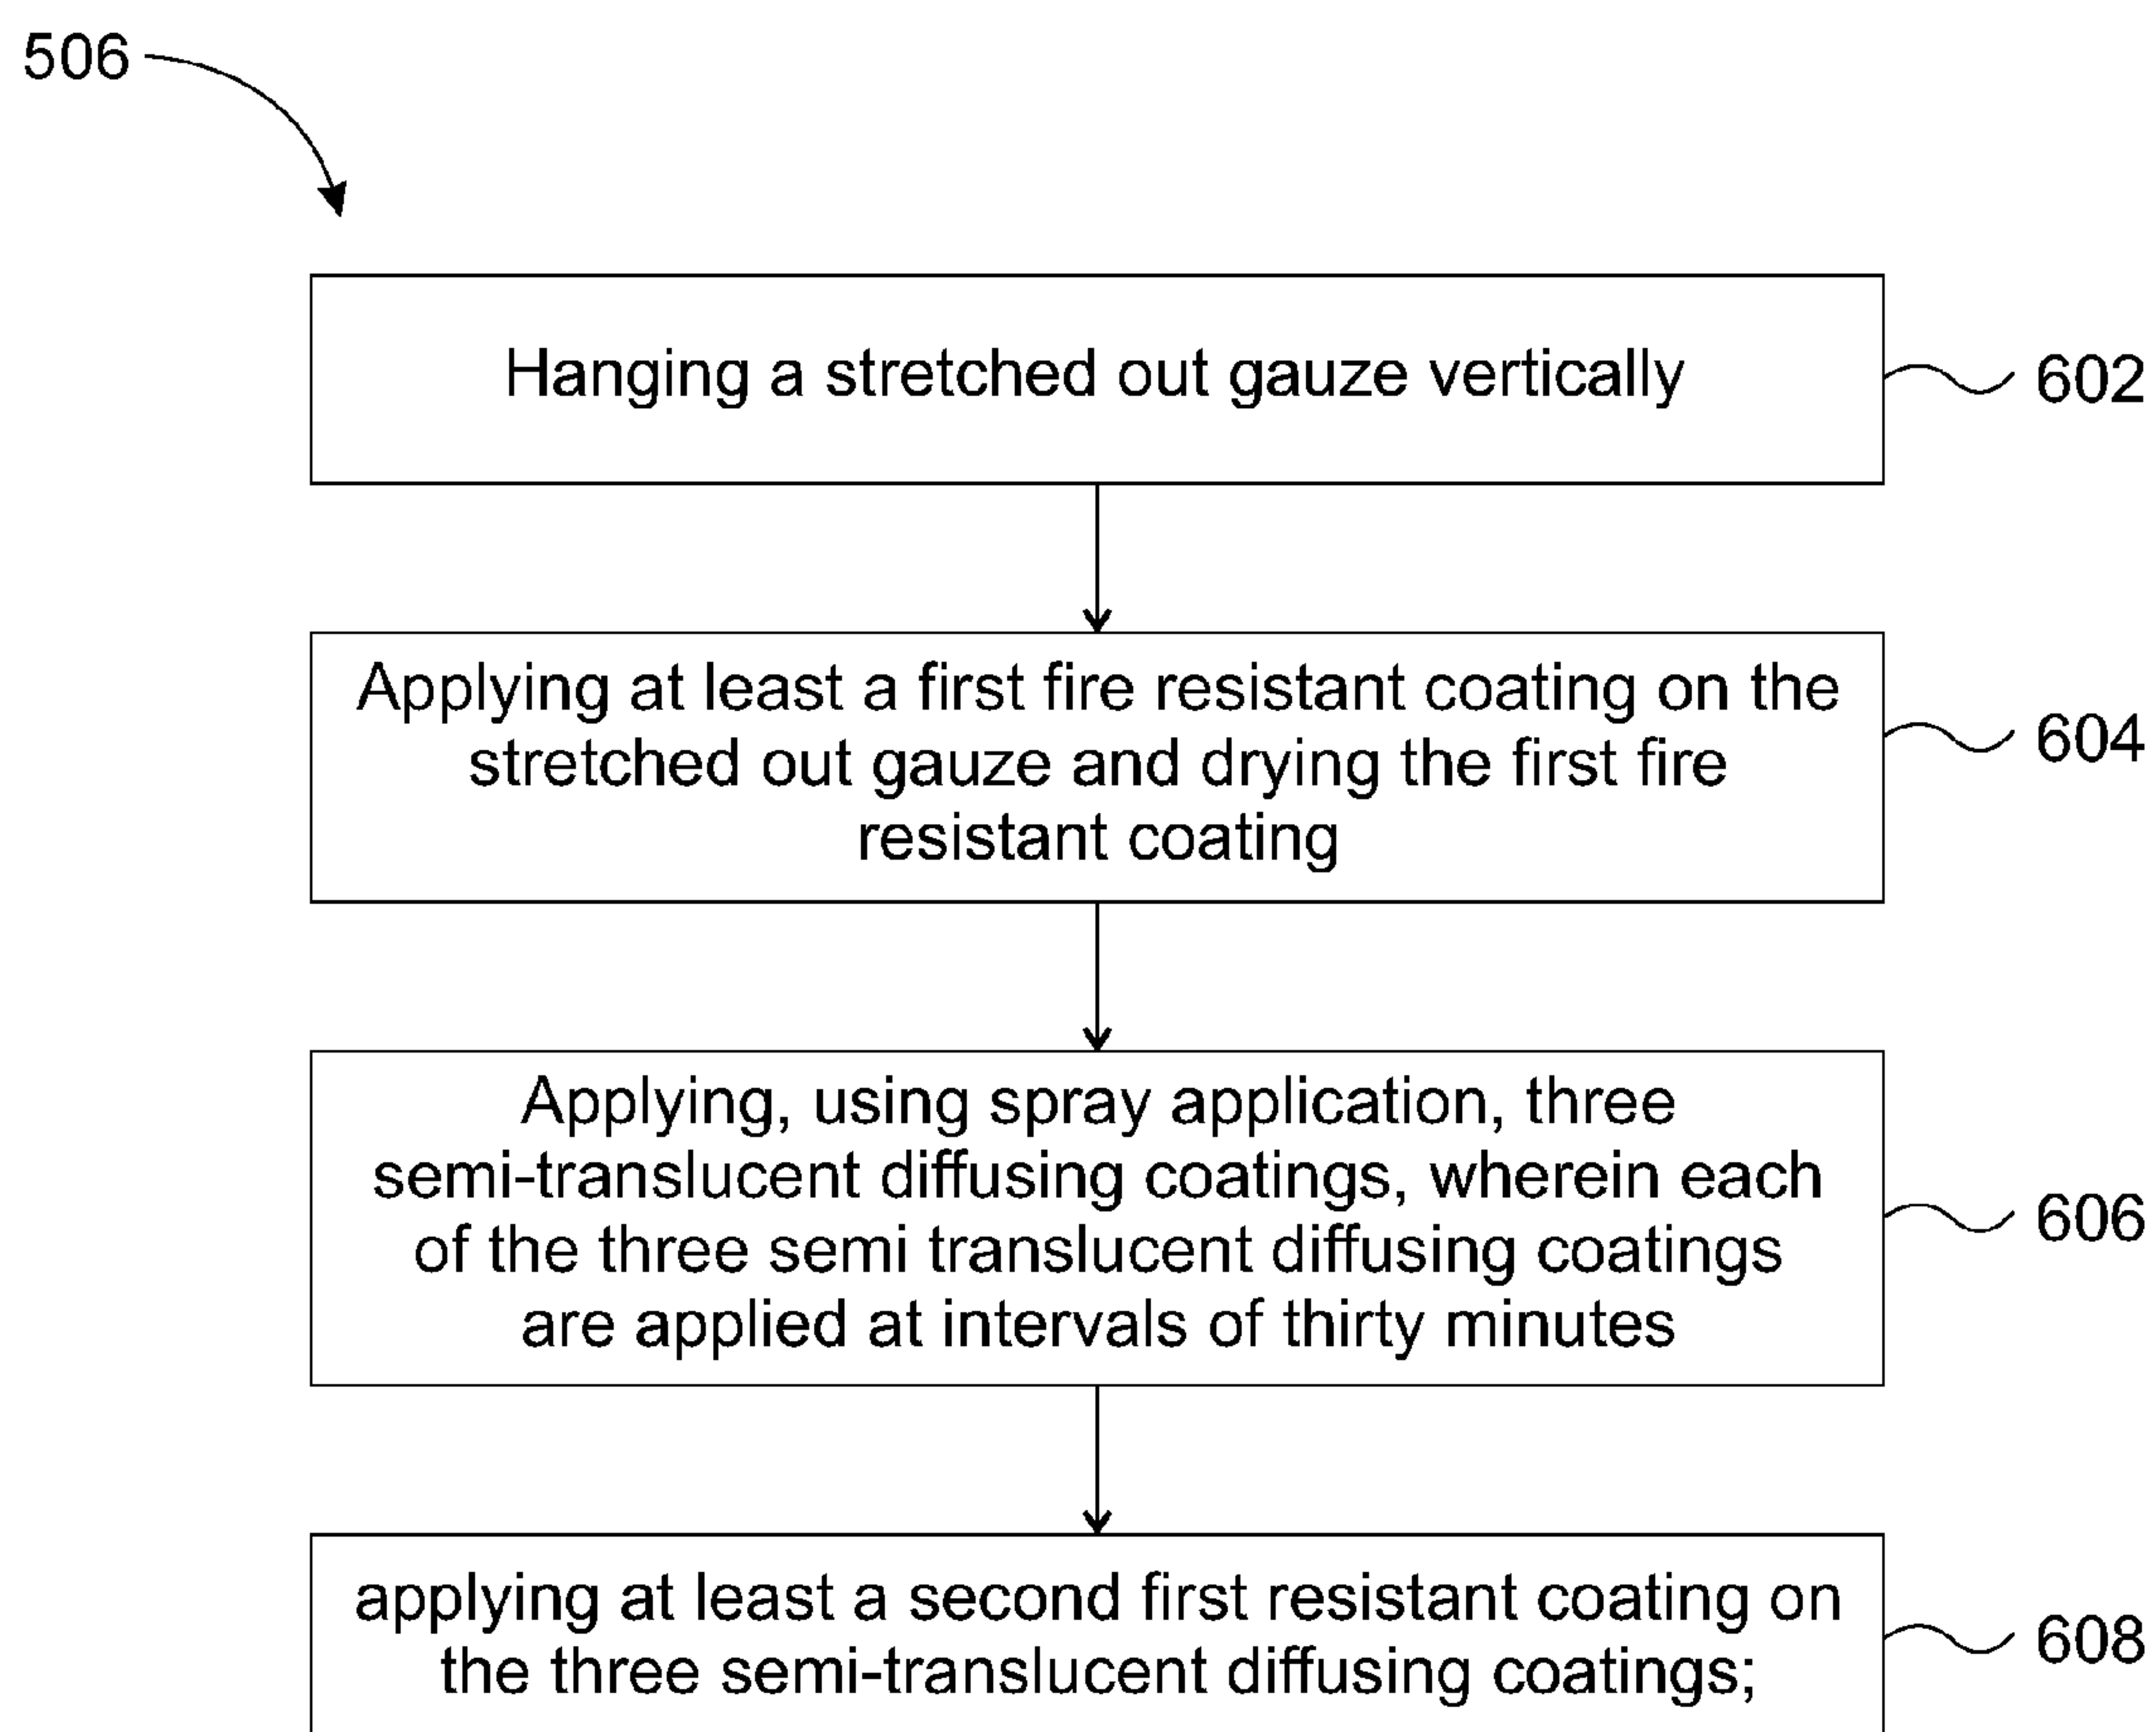 506
Hanging a stretched out gauze vertically
602
Applying at least a first fire resistant coating on the
stretched out gauze and drying the first fire
resistant coating
604
Applying, using spray application, three
semi-translucent diffusing coatings, wherein each
of the three semi translucent diffusing coatings
are applied at intervals of thirty minutes
606
applying at least a second first resistant coating on
the three semi-translucent diffusing coatings;
608